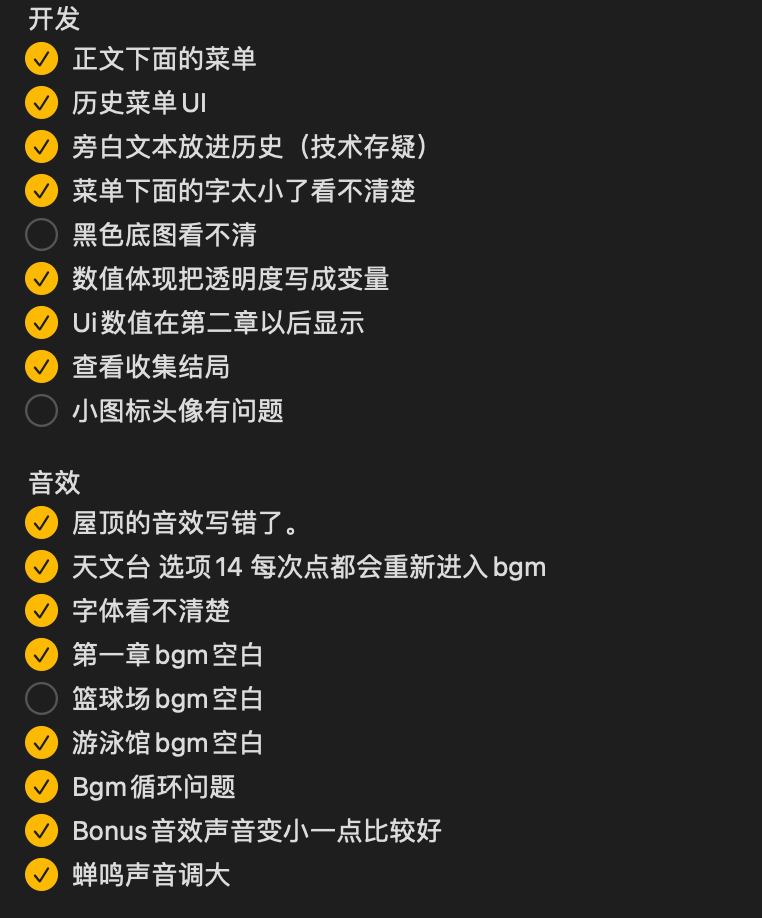 开发
正文下面的菜单
历史菜单UI
旁白文本放进历史（技术存疑）
菜单下面的字太小了看不清楚
黑色底图看不清
数值体现把透明度写成变量
Ui数值在第二章以后显示
查看收集结局
小图标头像有问题
音效
屋顶的音效写错了。
天文台 选项14 每次点都会重新进入bgm
字体看不清楚
第一章bgm空白
篮球场bgm空白
游泳馆bgm空白
Bgm循环问题
Bonus音效声音变小一点比较好
蝉鸣声音调大